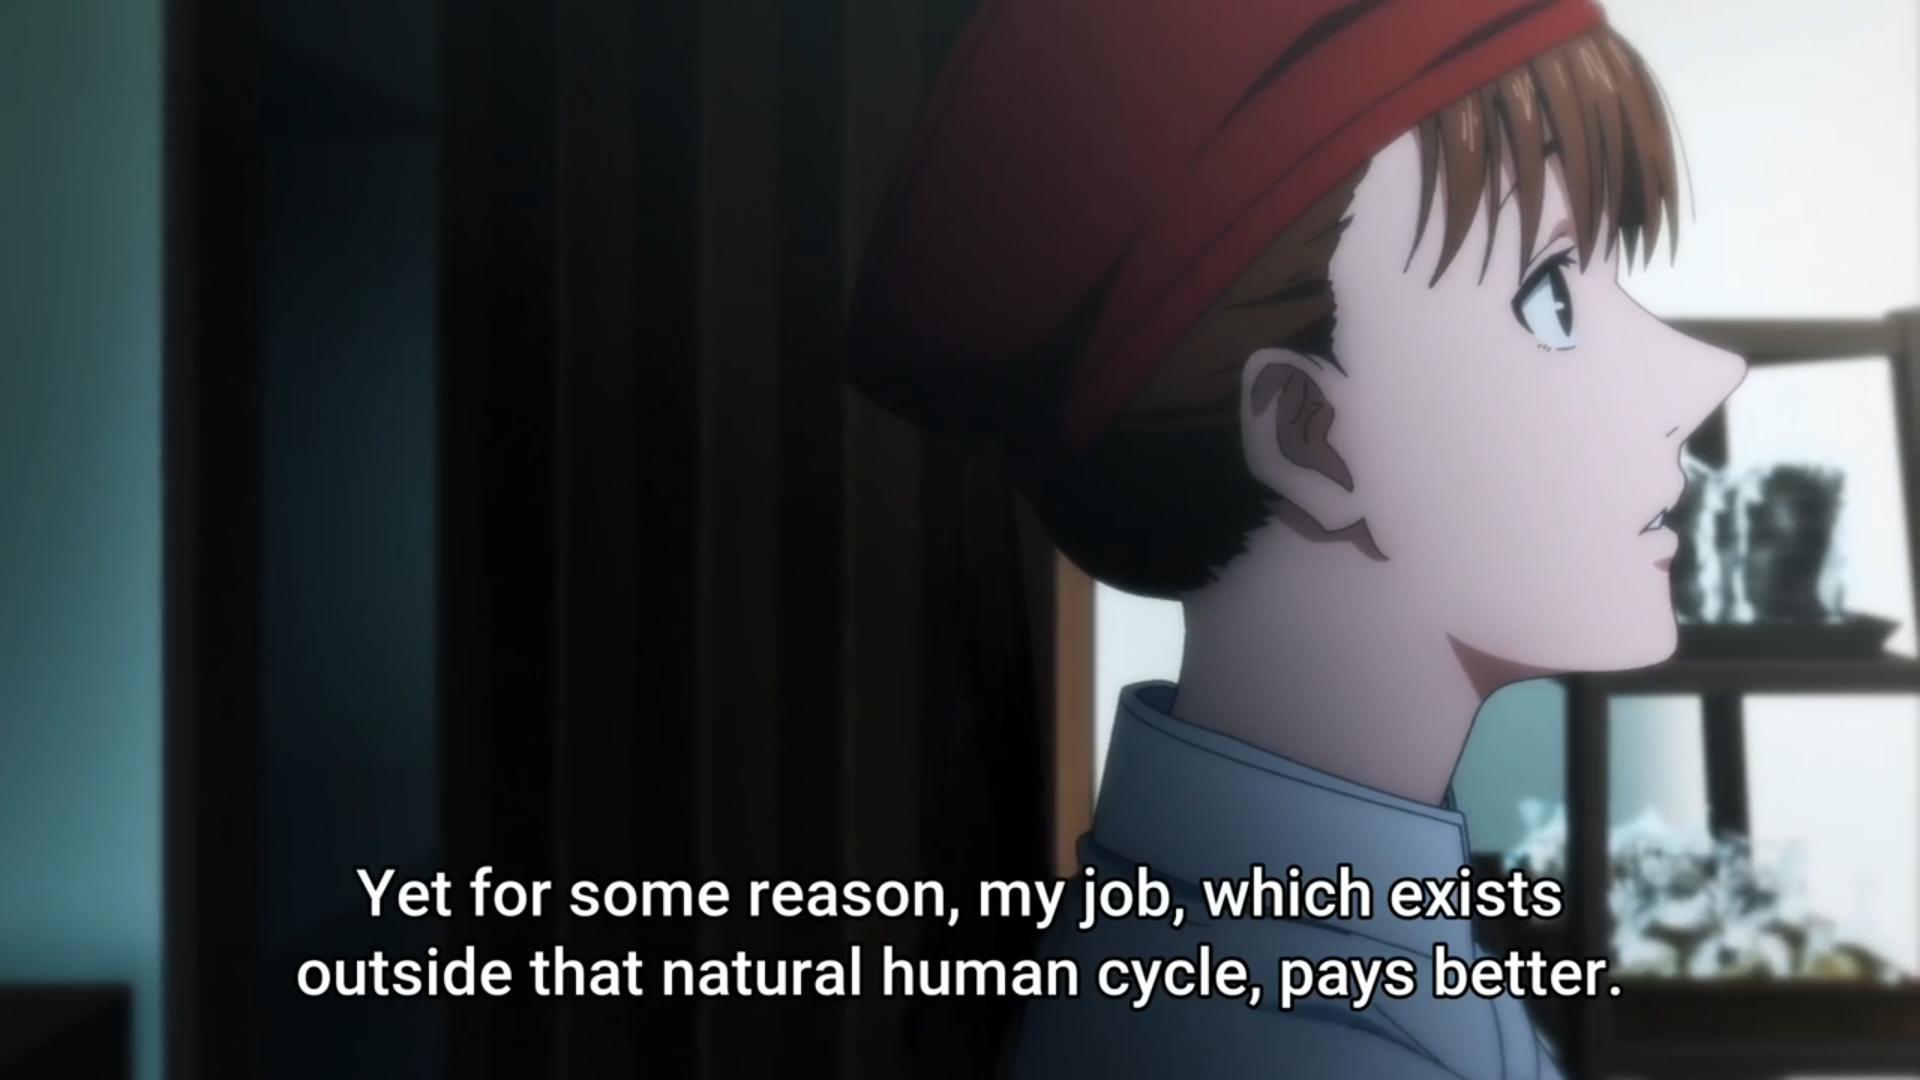 Yet for some reason, my job, which exists
outside that natural human cycle, pays better.